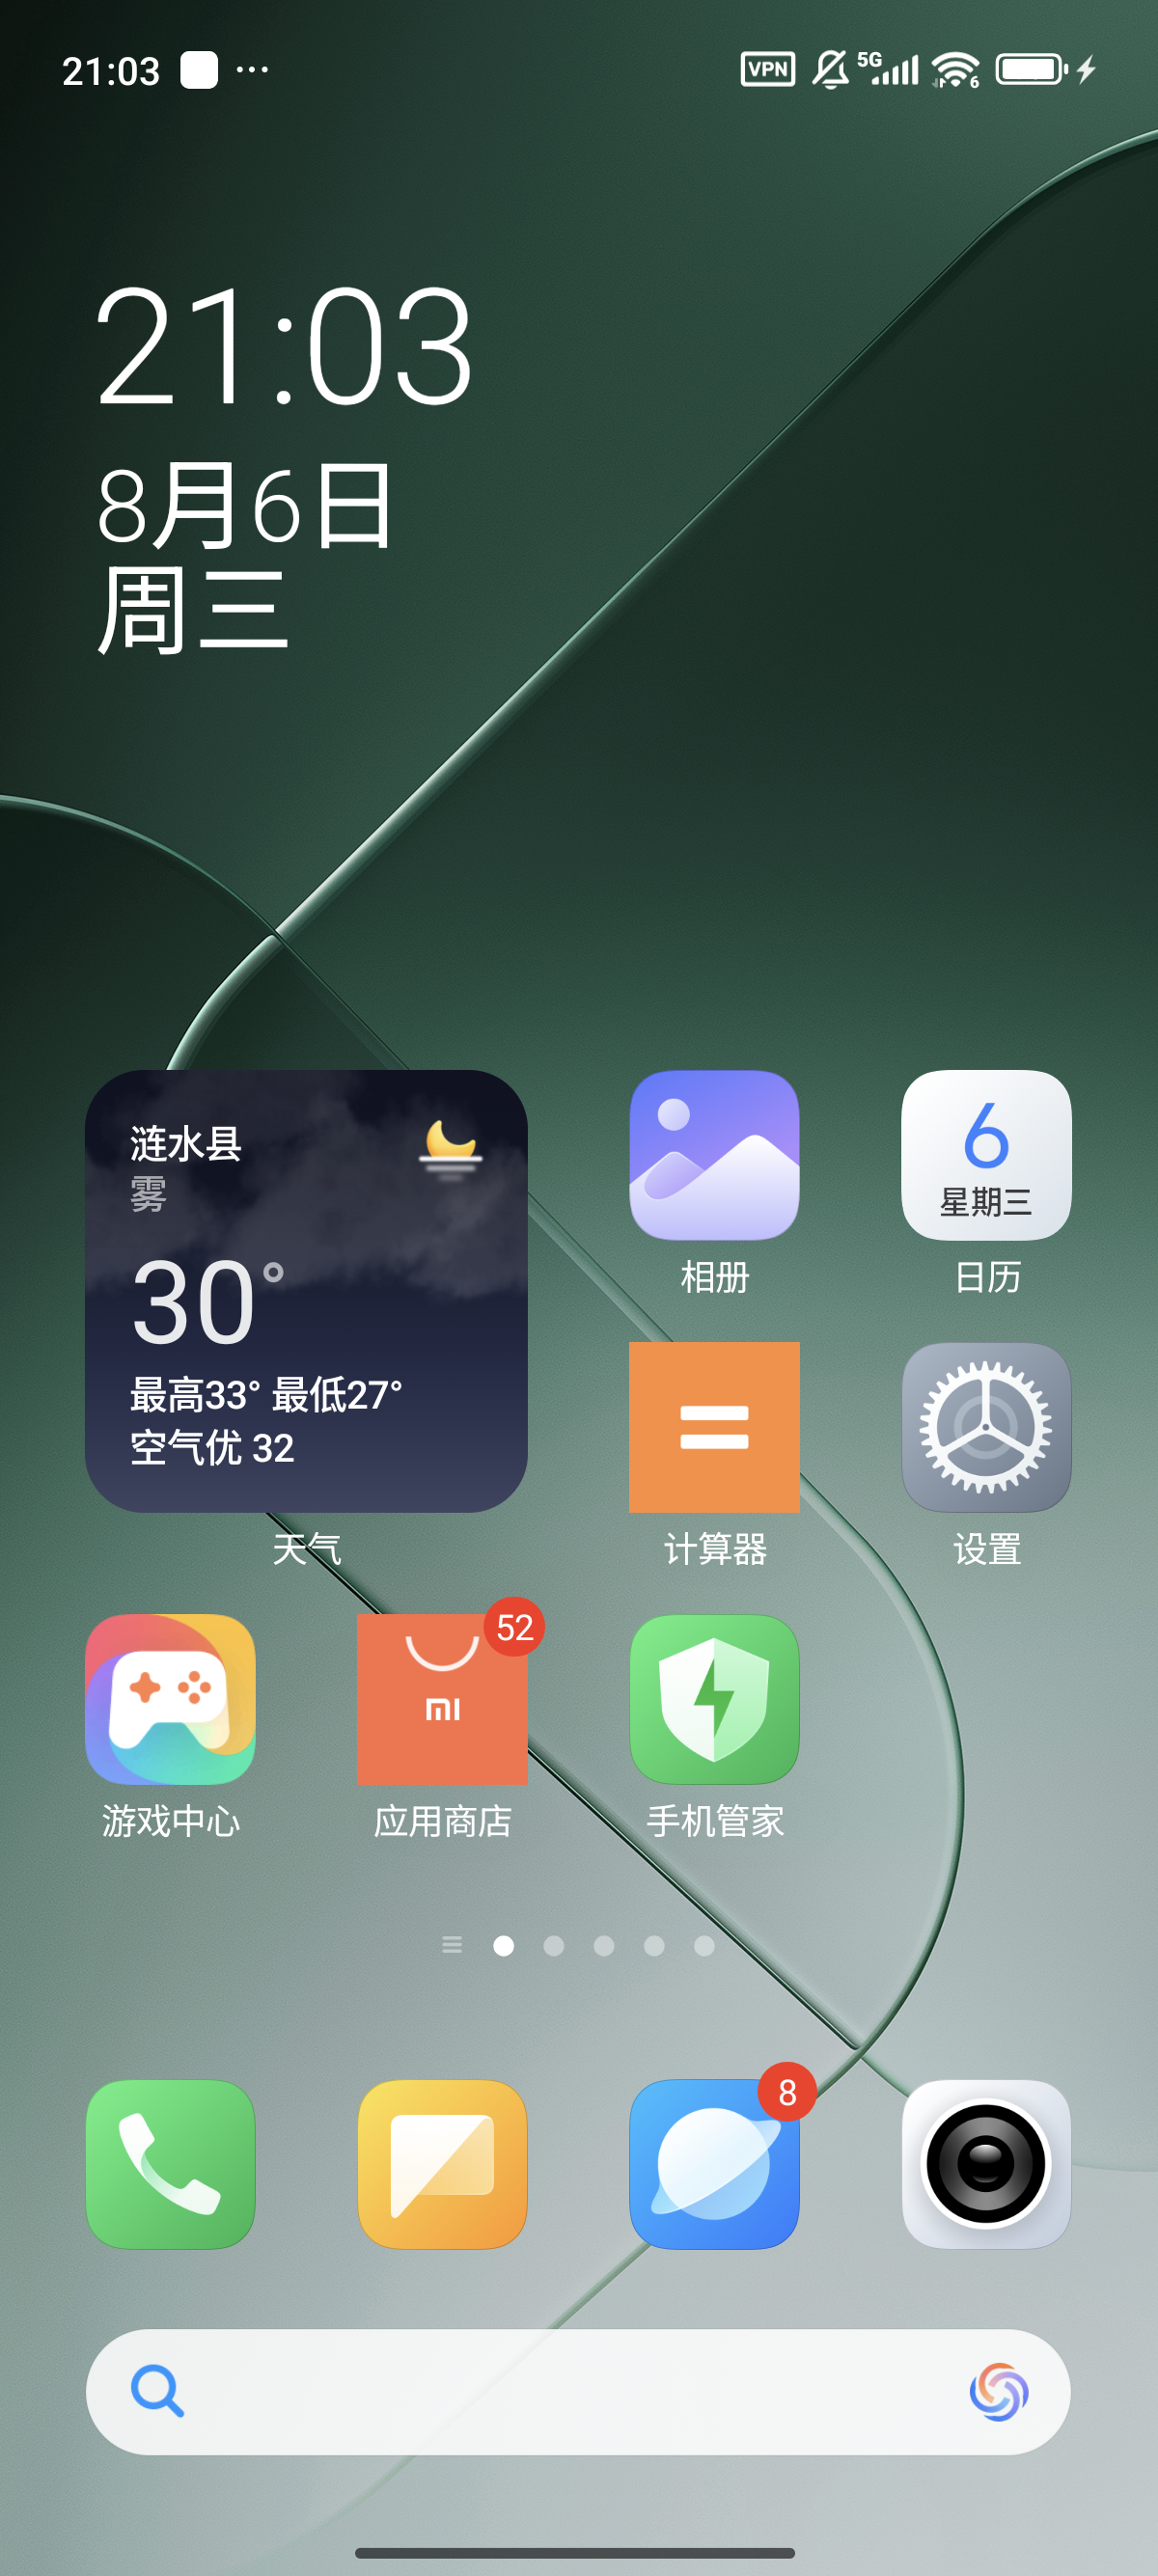 21:03 ...
VPN 5G 6
21:03
8月6日
周三
涟水县
雾
30°
最高33° 最低27°
空气优 32
天气
相册
6
星期三
日历
计算器
设置
游戏中心
52
mi
应用商店
手机管家
8